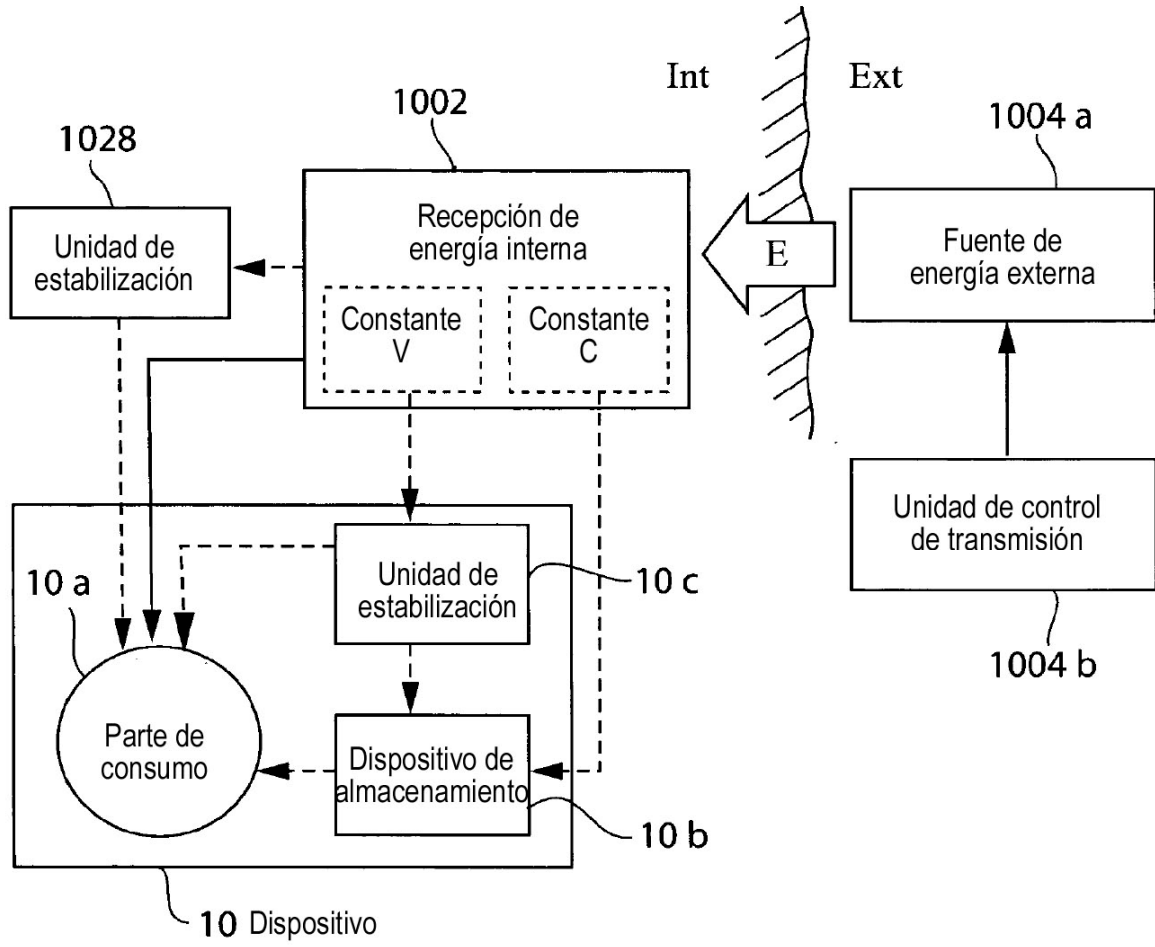 Int
Ext
1002
1004 a
1028
Unidad de
estabilización
Recepción de
energía interna
E
Fuente de
energía externa
Constante
V
Constante
C
Unidad de control
de transmisión
10 a
Unidad de
estabilización
10 c
1004 b
Parte de
consumo
Dispositivo de
almacenamiento
10 b
10 Dispositivo